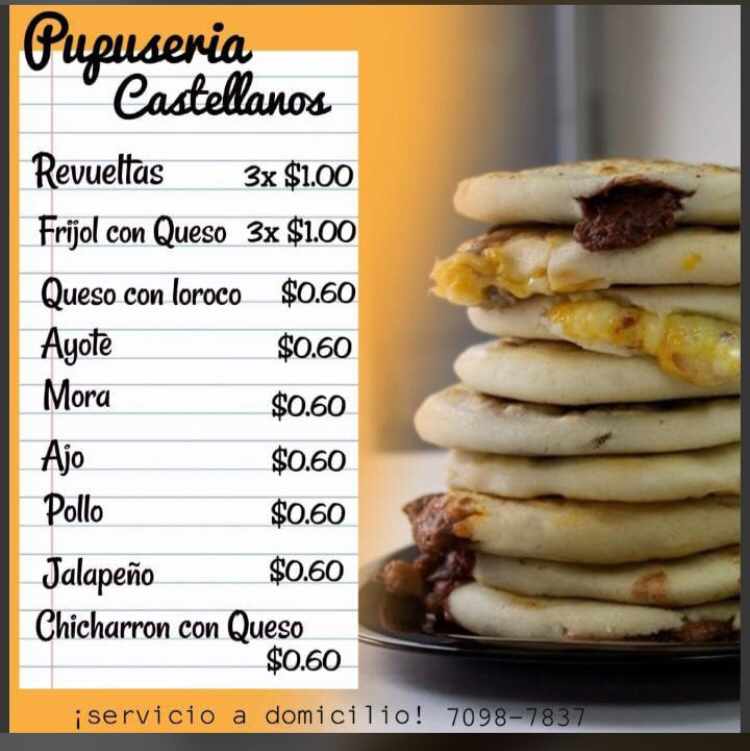 Pupuseria
Castellanos
Revueltas 3x $1.00
Frijol con Queso 3x $1.00
Queso con loroco $0.60
Ayote $0.60
Mora $0.60
Ajo $0.60
Pollo $0.60
Jalapeño $0.60
Chicharron con Queso
$0.60
¡servicio a domicilio! 7098-7837